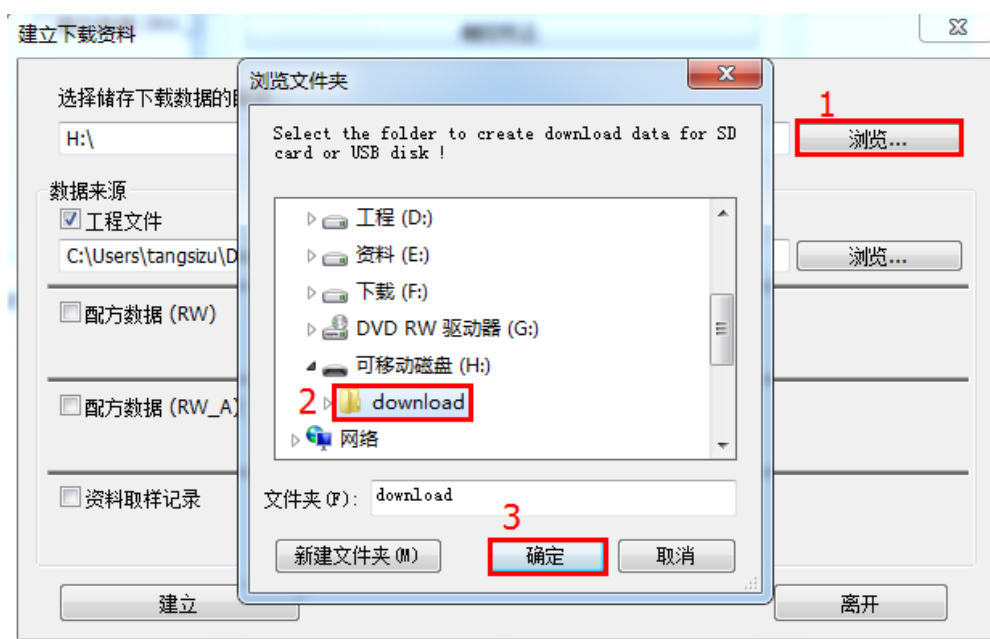 建立下载资料
浏览文件夹
选择储存下载数据的
1
H:\
浏览...
Select the folder to create download data for SD
card or USB disk !
数据来源
工程文件
C:\Users\tangsizu\D
浏览...
工程 (D:)
资料 (E:)
下载 (F:)
DVD RW 驱动器 (G:)
可移动磁盘 (H:)
2
download
网络
配方数据 (RW)
配方数据 (RW_A)
资料取样记录
文件夹(F):
download
3
新建文件夹(M)
确定
取消
建立
离开